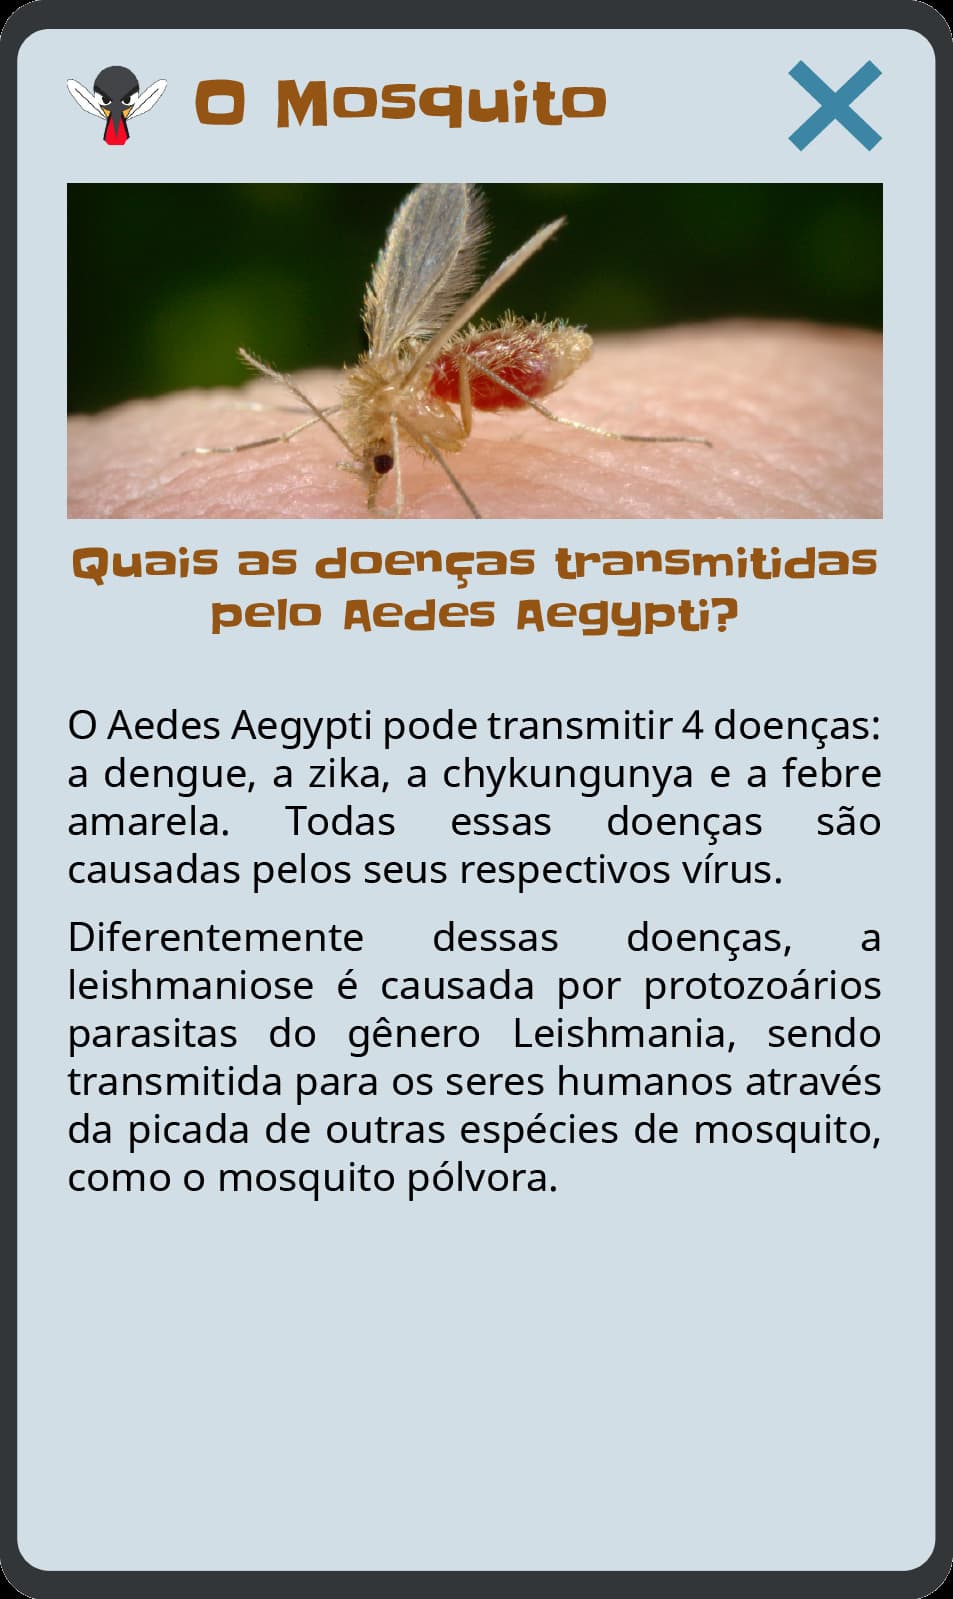 O Mosquito
Quais as doenças transmitidas
pelo Aedes Aegypti?
O Aedes Aegypti pode transmitir 4 doenças:
a dengue, a zika, a chykungunya e a febre
amarela. Todas essas doenças são
causadas pelos seus respectivos vírus.
Diferentemente dessas doenças, a
leishmaniose é causada por protozoários
parasitas do gênero Leishmania, sendo
transmitida para os seres humanos através
da picada de outras espécies de mosquito,
como o mosquito pólvora.